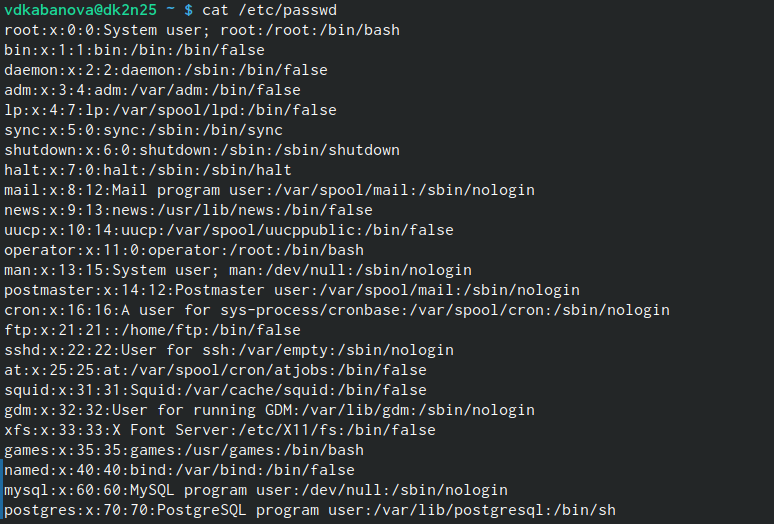 vdkabanova@dk2n25 ~ $ cat /etc/passwd
root:x:0:0:System user; root:/root:/bin/bash
bin:x:1:1:bin:/bin:/bin/false
daemon:x:2:2:daemon:/sbin:/bin/false
adm:x:3:4:adm:/var/adm:/bin/false
lp:x:4:7:lp:/var/spool/lpd:/bin/false
sync:x:5:0:sync:/sbin:/bin/sync
shutdown:x:6:0:shutdown:/sbin:/sbin/shutdown
halt:x:7:0:halt:/sbin:/sbin/halt
mail:x:8:12:Mail program user:/var/spool/mail:/sbin/nologin
news:x:9:13:news:/usr/lib/news:/bin/false
uucp:x:10:14:uucp:/var/spool/uucppublic:/bin/false
operator:x:11:0:operator:/root:/bin/bash
man:x:13:15:System user; man:/dev/null:/sbin/nologin
postmaster:x:14:12:Postmaster user:/var/spool/mail:/sbin/nologin
cron:x:16:16:A user for sys-process/cronbase:/var/spool/cron:/sbin/nologin
ftp:x:21:21::/home/ftp:/bin/false
sshd:x:22:22:User for ssh:/var/empty:/sbin/nologin
at:x:25:25:at:/var/spool/cron/atjobs:/bin/false
squid:x:31:31:Squid:/var/cache/squid:/bin/false
gdm:x:32:32:User for running GDM:/var/lib/gdm:/sbin/nologin
xfs:x:33:33:X Font Server:/etc/X11/fs:/bin/false
games:x:35:35:games:/usr/games:/bin/bash
named:x:40:40:bind:/var/bind:/bin/false
mysql:x:60:60:MySQL program user:/dev/null:/sbin/nologin
postgres:x:70:70:PostgreSQL program user:/var/lib/postgresql:/bin/sh